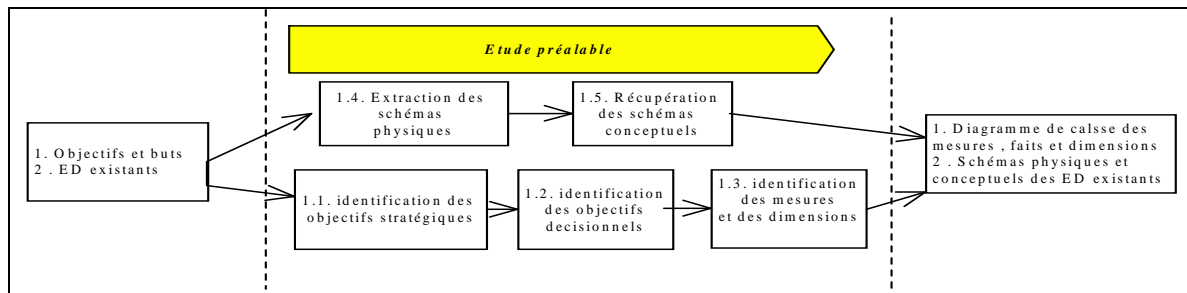 Etude préalable
1.4. Extraction des
schémas
physiques
1.5. Récupération
des schémas
conceptuels
1. Objectifs et buts
2 . ED existants
1. Diagramme de calsse des
mesures , faits et dimensions
2 . Schémas physiques et
conceptuels des ED existants
1.1. identification des
objectifs stratégiques
1.2. identification
des objectifs
decisionnels
1.3. identification
des mesures
et des dimensions